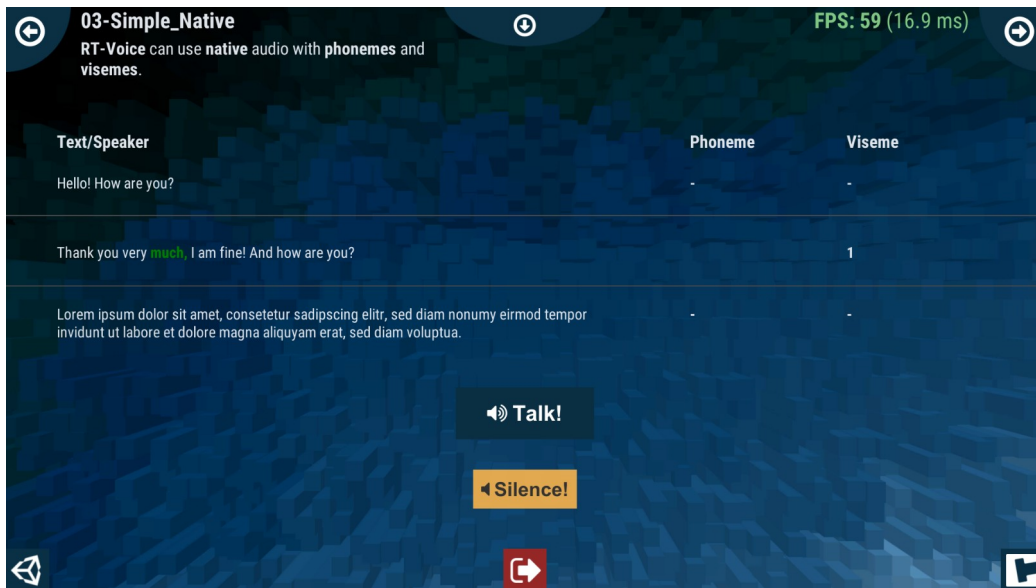 03-Simple_Native
FPS: 59 (16.9 ms)
RT-Voice can use native audio with phonemes and
visemes.
Text/Speaker Phoneme Viseme
Hello! How are you? - -
Thank you very much, I am fine! And how are you? 1
Lorem ipsum dolor sit amet, consetetur sadipscing elitr, sed diam nonumy eirmod tempor - -
invidunt ut labore et dolore magna aliquyam erat, sed diam voluptua.
Talk!
Silence!